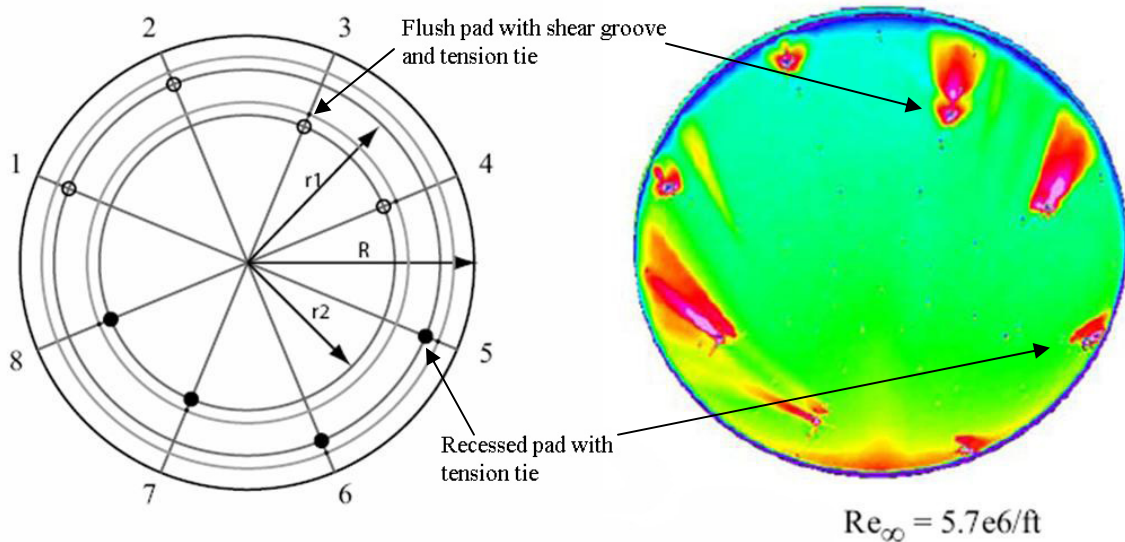 Flush pad with shear groove
and tension tie
2
3
1
4
r1
R
r2
8
5
7
6
Recessed pad with
tension tie
Re∞ = 5.7e6/ft